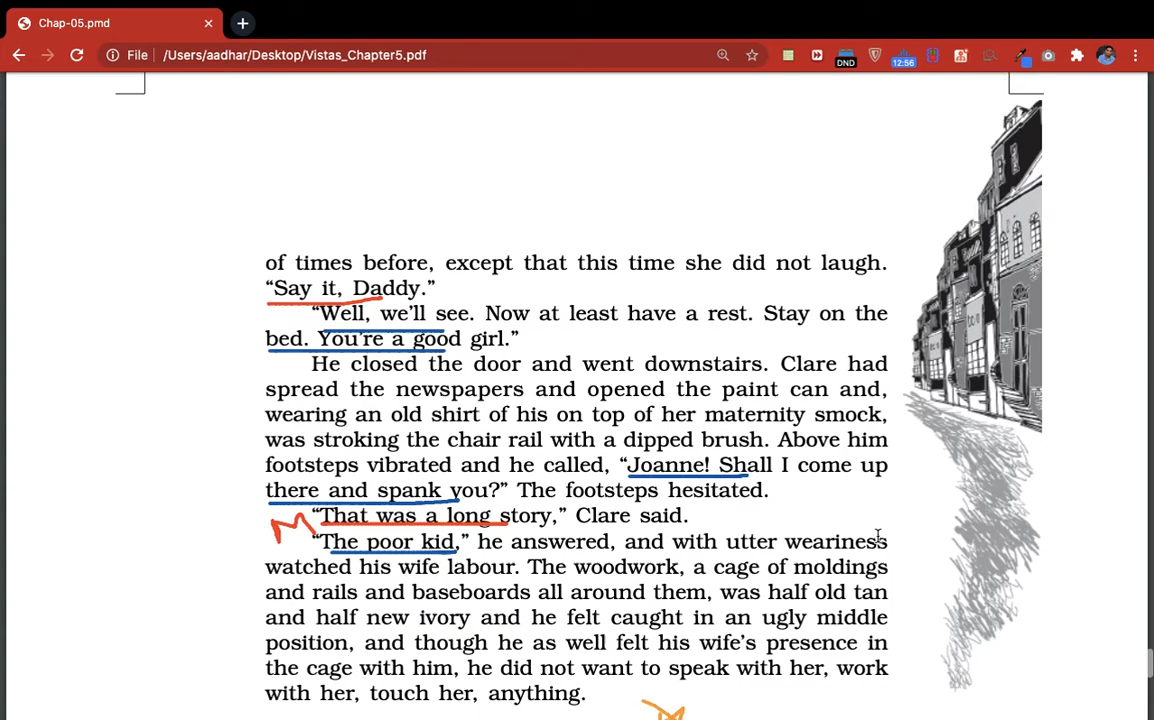 Chap-05.pmd
File /Users/aadhar/Desktop/Vistas_Chapter5.pdf
DND
12:56
of times before, except that this time she did not laugh.
“Say it, Daddy.”
“Well, we’ll see. Now at least have a rest. Stay on the
bed. You’re a good girl.”
He closed the door and went downstairs. Clare had
spread the newspapers and opened the paint can and,
wearing an old shirt of his on top of her maternity smock,
was stroking the chair rail with a dipped brush. Above him
footsteps vibrated and he called, “Joanne! Shall I come up
there and spank you?” The footsteps hesitated.
“That was a long story,” Clare said.
M
“The poor kid,” he answered, and with utter weariness
watched his wife labour. The woodwork, a cage of moldings
and rails and baseboards all around them, was half old tan
and half new ivory and he felt caught in an ugly middle
position, and though he as well felt his wife’s presence in
the cage with him, he did not want to speak with her, work
with her, touch her, anything.